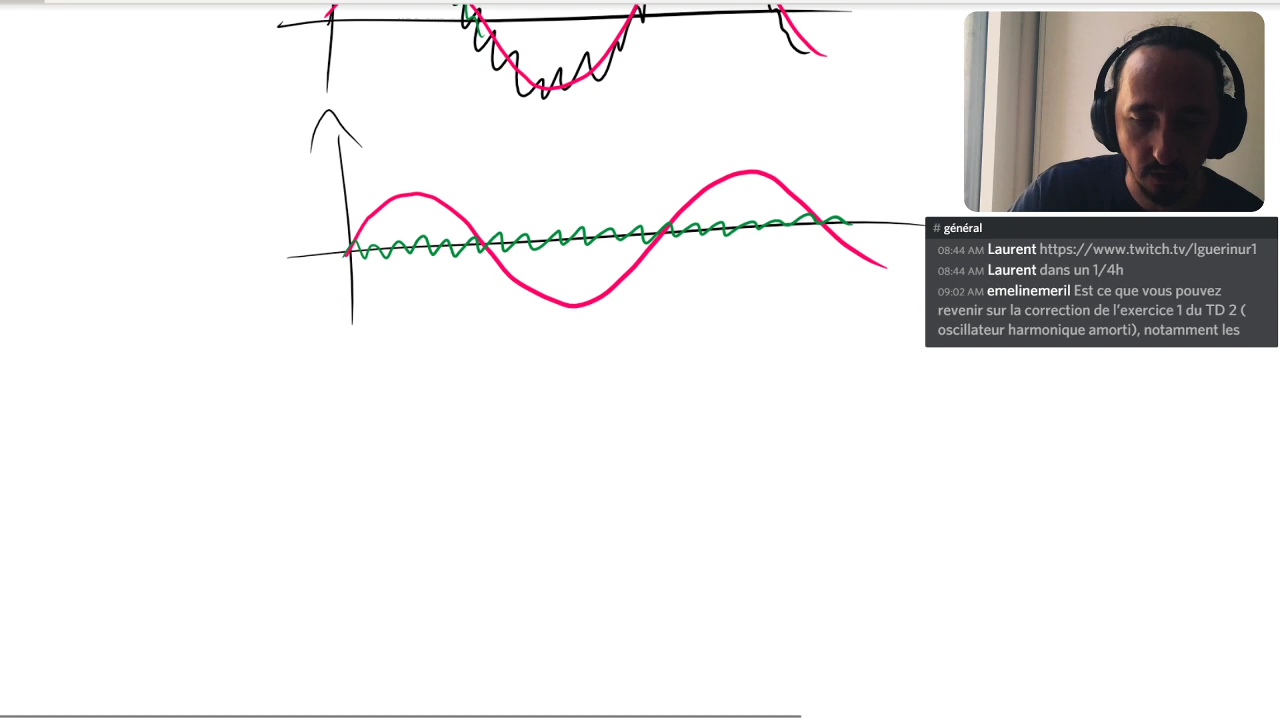 # général
08:44 AM Laurent https://www.twitch.tv/lguerinur1
08:44 AM Laurent dans un 1/4h
09:02 AM emelinemeril Est ce que vous pouvez
revenir sur la correction de l'exercice 1 du TD 2 (
oscillateur harmonique amorti), notamment les